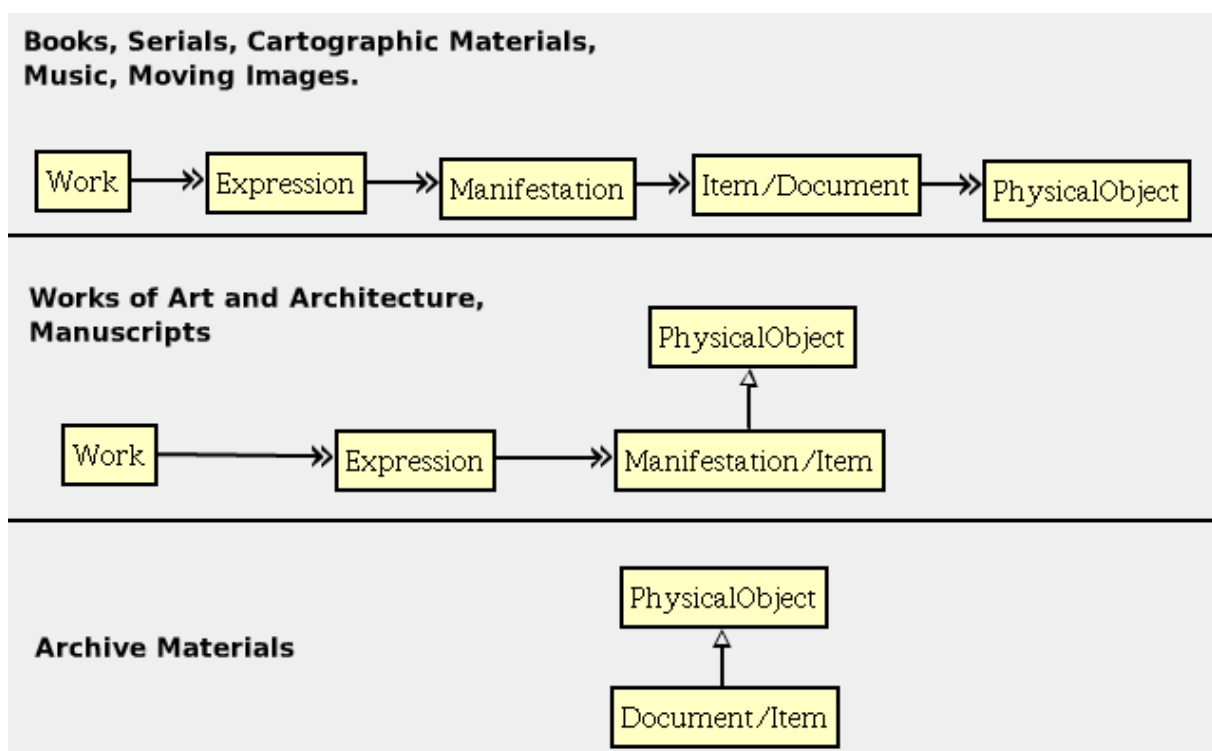 Books, Serials, Cartographic Materials,
Music, Moving Images.
Work
Expression
Manifestation
Item/Document
PhysicalObject
Works of Art and Architecture,
Manuscripts
PhysicalObject
Work
Expression
Manifestation/Item
PhysicalObject
Archive Materials
Document/Item